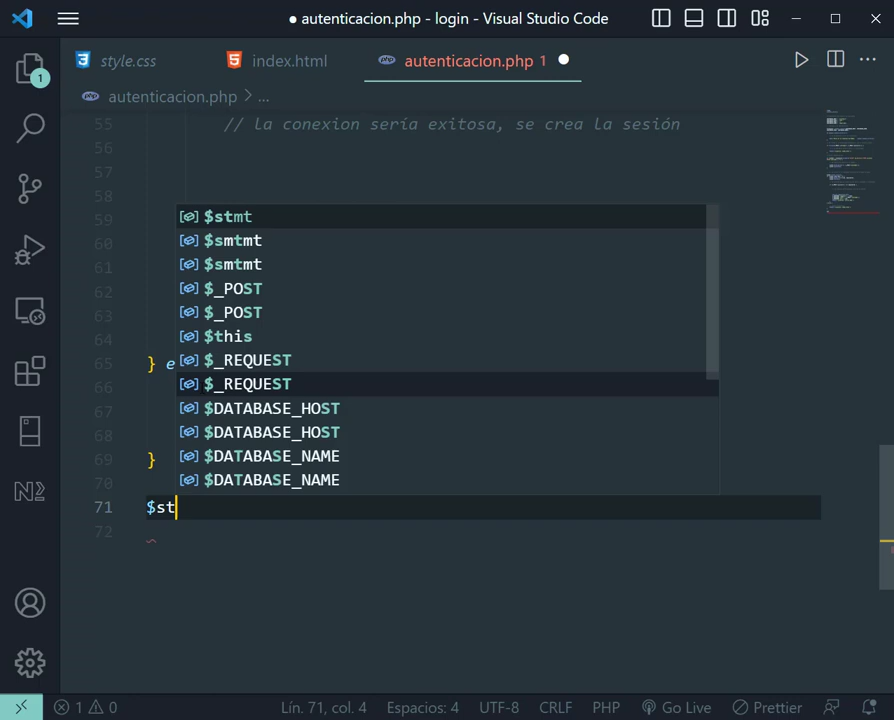 ● autenticacion.php - login - Visual Studio Code
style.css index.html autenticacion.php 1
autenticacion.php > ...
55 // la conexion sería exitosa, se crea la sesión
56
57
58
59 $stmt
60 $smtmt
61 $smtmt
62 $_POST
63 $_POST
64 $this
65 } e $_REQUEST
66 $_REQUEST
67 $DATABASE_HOST
68 $DATABASE_HOST
69 } $DATABASE_NAME
70 $DATABASE_NAME
71 $st
72
1 0 Lín. 71, col. 4 Espacios: 4 UTF-8 CRLF PHP Go Live Prettier